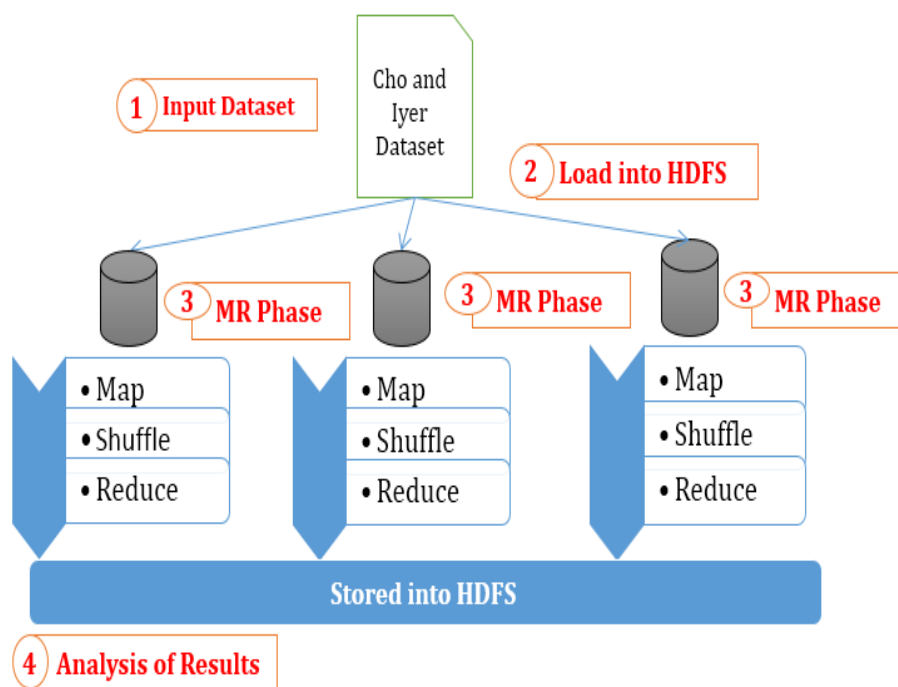 Cho and
Iyer
Dataset
1 Input Dataset
2 Load into HDFS
3 MR Phase
3 MR Phase
3 MR Phase
• Map
• Shuffle
• Reduce
• Map
• Shuffle
• Reduce
• Map
• Shuffle
• Reduce
Stored into HDFS
4 Analysis of Results